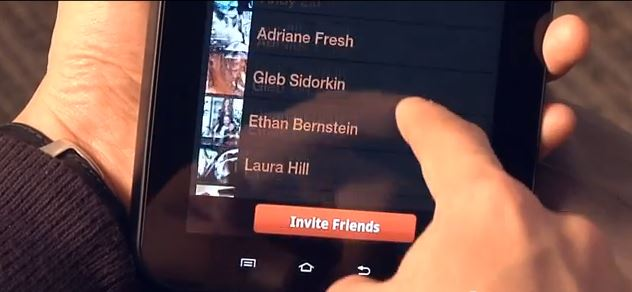 Adriane Fresh
Gleb Sidorkin
Ethan Bernstein
Laura Hill
Invite Friends